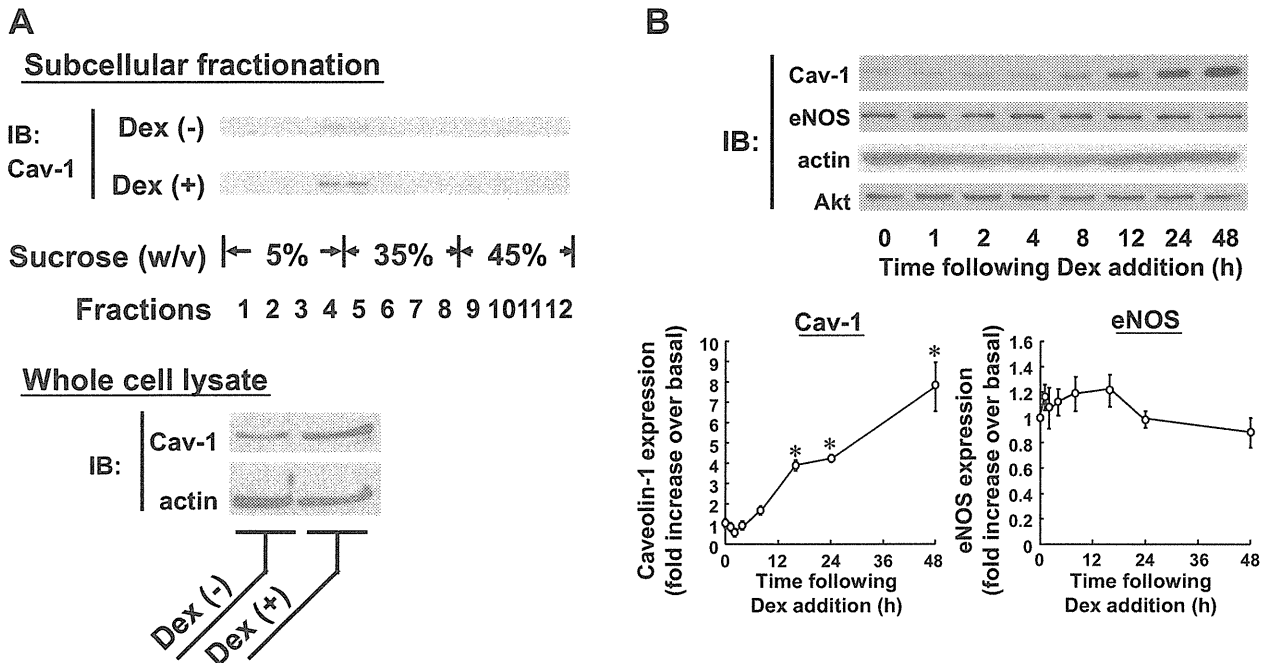 A
Subcellular fractionation
IB:
Cav-1
Dex (-)
Dex (+)
Sucrose (w/v) 5% 35% 45%
Fractions 1 2 3 4 5 6 7 8 9 10 11 12
Whole cell lysate
IB:
Cav-1
actin
Dex (-)
Dex (+)
B
IB:
Cav-1
eNOS
actin
Akt
0 1 2 4 8 12 24 48
Time following Dex addition (h)
Cav-1
Caveolin-1 expression
(fold increase over basal)
10
9
8
7
6
5
4
3
2
1
0
* * *
0 12 24 36 48
Time following
Dex addition (h)
eNOS
eNOS expression
(fold increase over basal)
1.6
1.4
1.2
1
0.8
0.6
0.4
0.2
0
0 12 24 36 48
Time following
Dex addition (h)